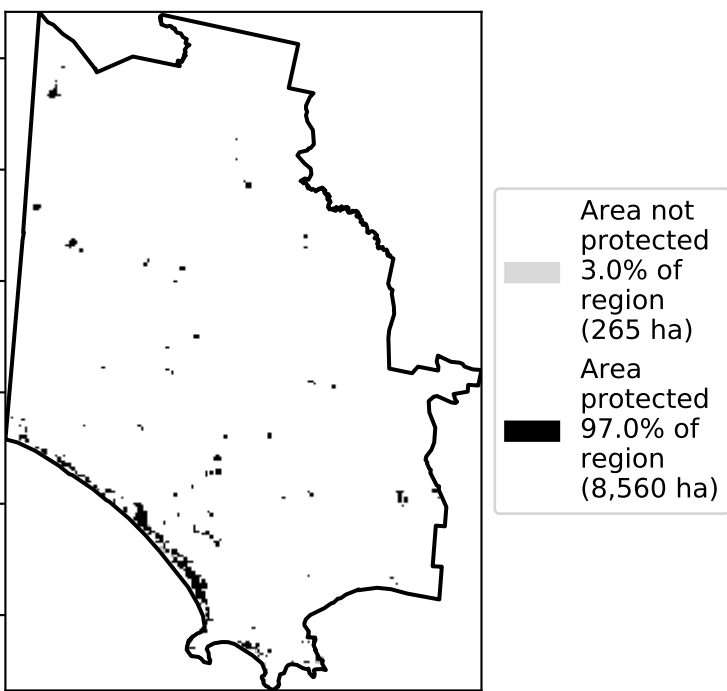 Area not
protected
3.0% of
region
(265 ha)
Area
protected
97.0% of
region
(8,560 ha)